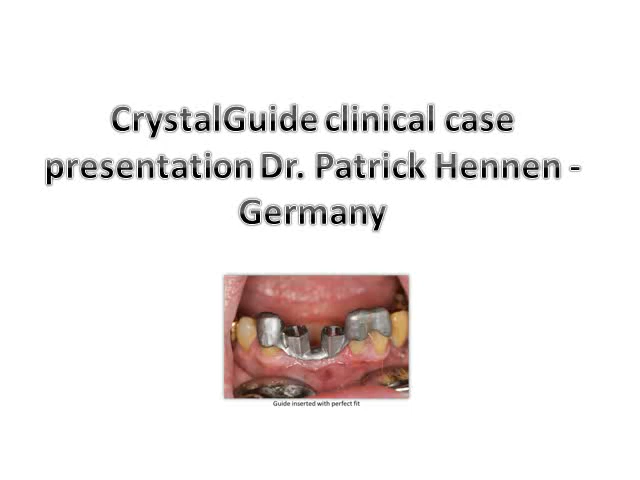 CrystalGuide clinical case
presentation Dr. Patrick Hennen -
Germany
Guide inserted with perfect fit